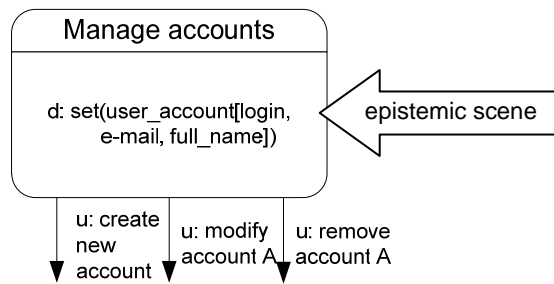 Manage accounts
d: set(user_account[login,
e-mail, full_name])
epistemic scene
u: create
new
account
u: modify
account A
u: remove
account A